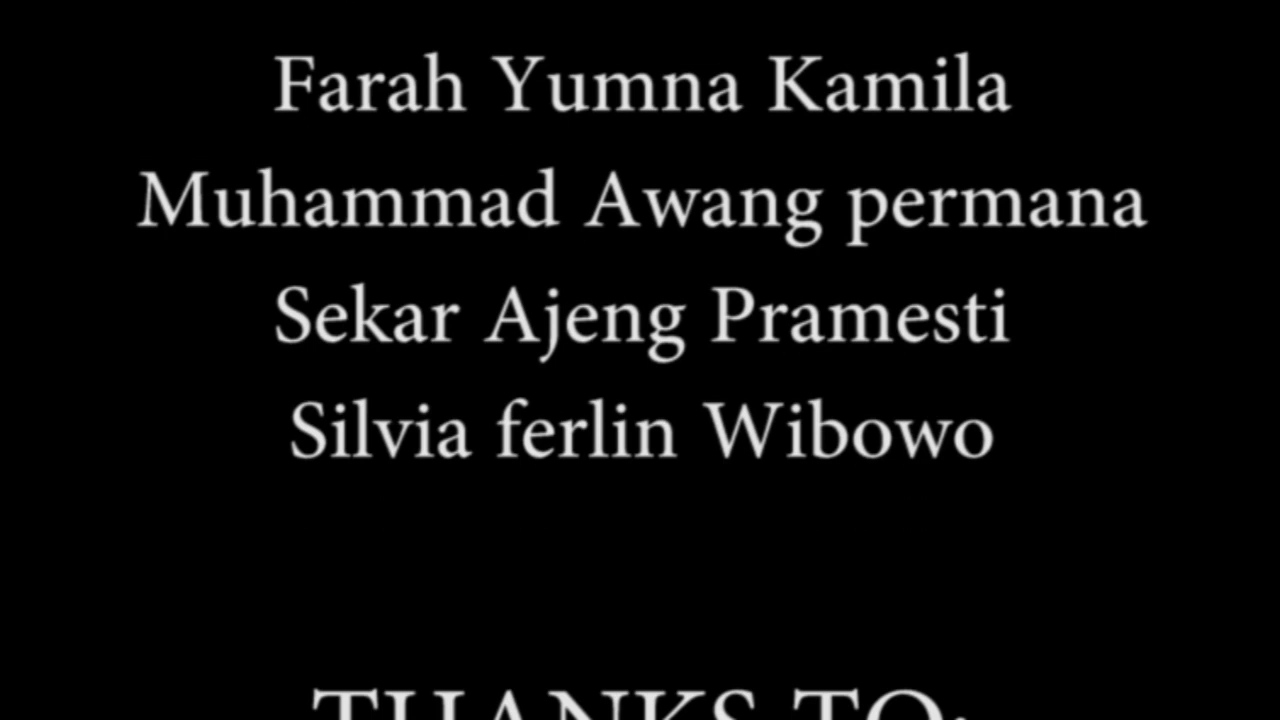 Farah Yumna Kamila
Muhammad Awang permana
Sekar Ajeng Pramesti
Silvia ferlin Wibowo
THANKS TO: